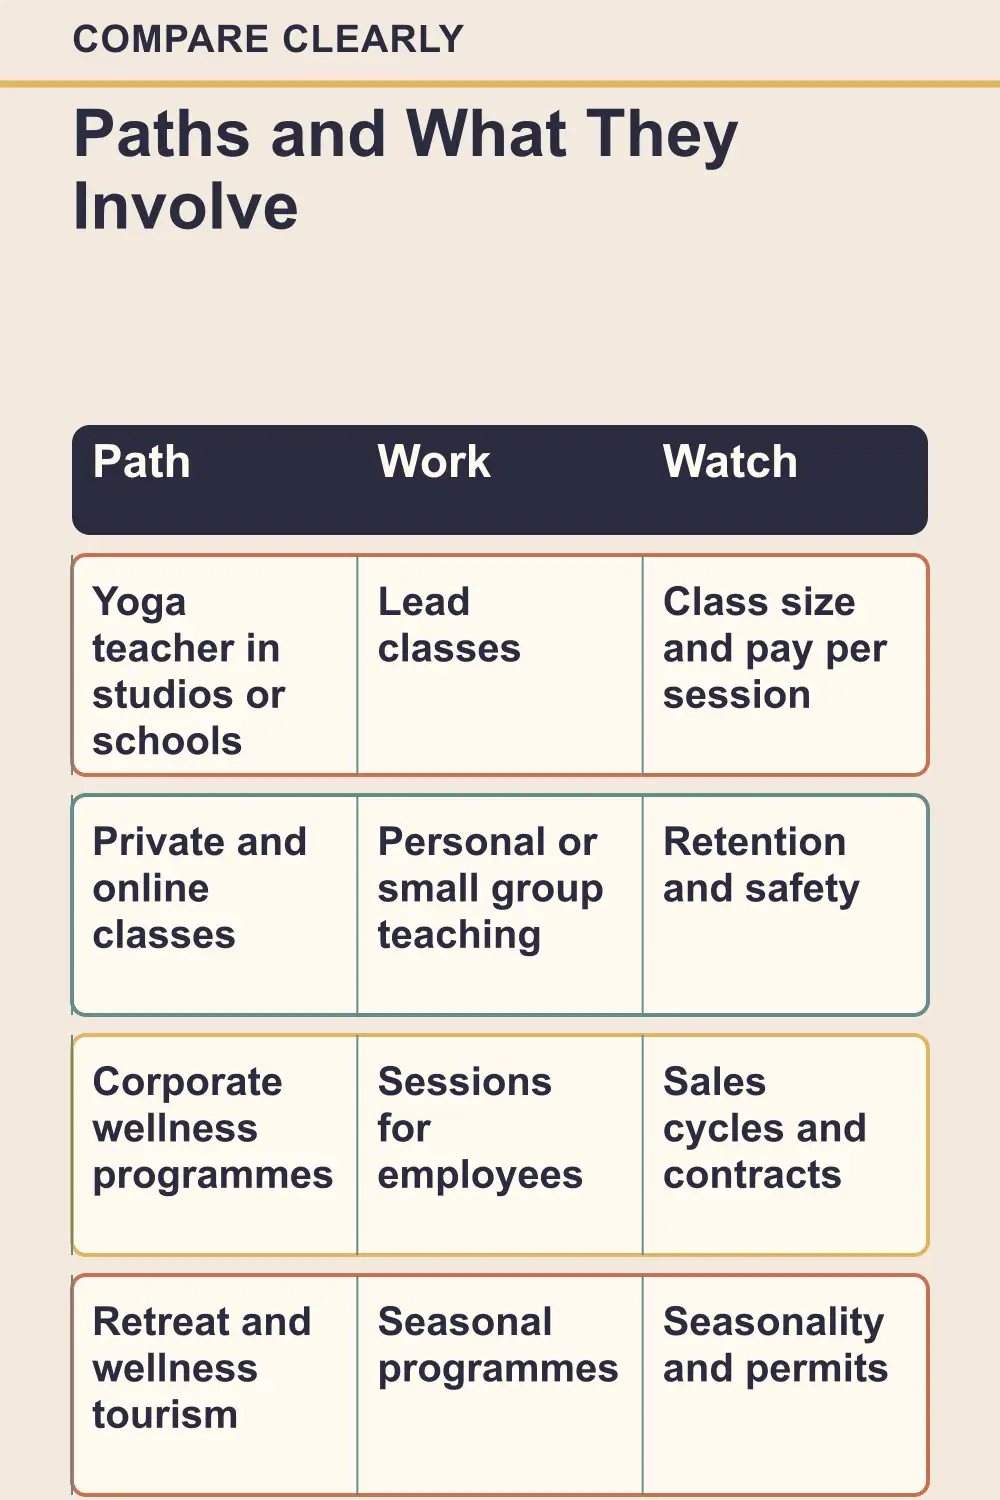 COMPARE CLEARLY
Paths and What They
Involve
Path Work Watch
Yoga
teacher in
studios or
schools
Lead
classes
Class size
and pay per
session
Private and
online
classes
Personal or
small group
teaching
Retention
and safety
Corporate
wellness
programmes
Sessions
for
employees
Sales
cycles and
contracts
Retreat and
wellness
tourism
Seasonal
programmes
Seasonality
and permits